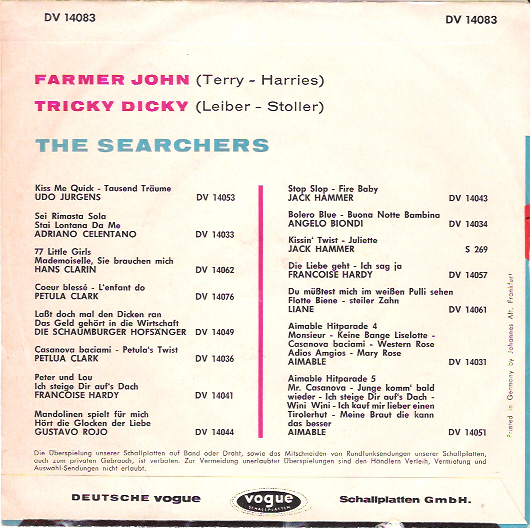 DV 14083 DV 14083
FARMER JOHN (Terry - Harries)
TRICKY DICKY (Leiber - Stoller)
THE SEARCHERS
Kiss Me Quick - Tausend Träume
UDO JURGENS DV 14053
Sei Rimasta Sola
Stai Lontana Da Me
ADRIANO CELENTANO DV 14033
77 Little Girls
Mademoiselle, Sie brauchen mich
HANS CLARIN DV 14062
Coeur blessé - L'enfant do
PETULA CLARK DV 14076
Laßt doch mal den Dicken ran
Das Geld gehört in die Wirtschaft
DIE SCHAUMBURGER HOFSÄNGER DV 14049
Casanova baciami - Petula's Twist
PETLUA CLARK DV 14036
Peter und Lou
Ich steige Dir auf's Dach
FRANCOISE HARDY DV 14041
Mandolinen spielt für mich
Hört die Glocken der Liebe
GUSTAVO ROJO DV 14044
Stop Slop - Fire Baby
JACK HAMMER DV 14043
Bolero Blue - Buona Notte Bambina
ANGELO BIONDI DV 14034
Kissin' Twist - Juliette
JACK HAMMER S 269
Die Liebe geht - Ich sag ja
FRANCOISE HARDY DV 14057
Du müßtest mich im weißen Pulli sehen
Flotte Biene - steiler Zahn
LIANE DV 14061
Aimable Hitparade 4
Monsieur - Keine Bange Liselotte -
Casanova baciami - Western Rose
Adios Amgios - Mary Rose
AIMABLE DV 14031
Aimable Hitparade 5
Mr. Casanova - Junge komm' bald
wieder - Ich steige Dir auf's Dach -
Wini Wini - Ich kauf mir lieber einen
Tirolerhut - Meine Braut die kann
das besser
AIMABLE DV 14051
Die Überspielung unserer Schallplatten auf Band oder Draht, sowie das Mitschneiden von Rundfunksendungen unserer Schallplatten,
auch zum privaten Gebrauch, ist verboten. Zur Vermeidung unerlaubter Überspielungen sind den Händlern Verleih, Vermietung und
Auswahl-Sendungen nicht erlaubt.
Printed in Germany by Johannes Alt, Frankfurt
DEUTSCHE vogue vogue SCHALLPLATTEN Schallplatten GmbH.